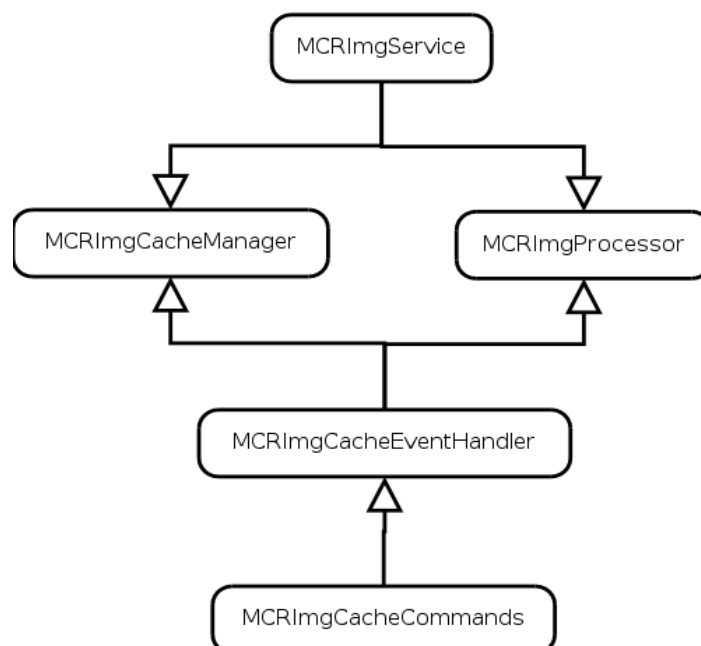 MCRImgService
MCRImgCacheManager
MCRImgProcessor
MCRImgCacheEventHandler
MCRImgCacheCommands